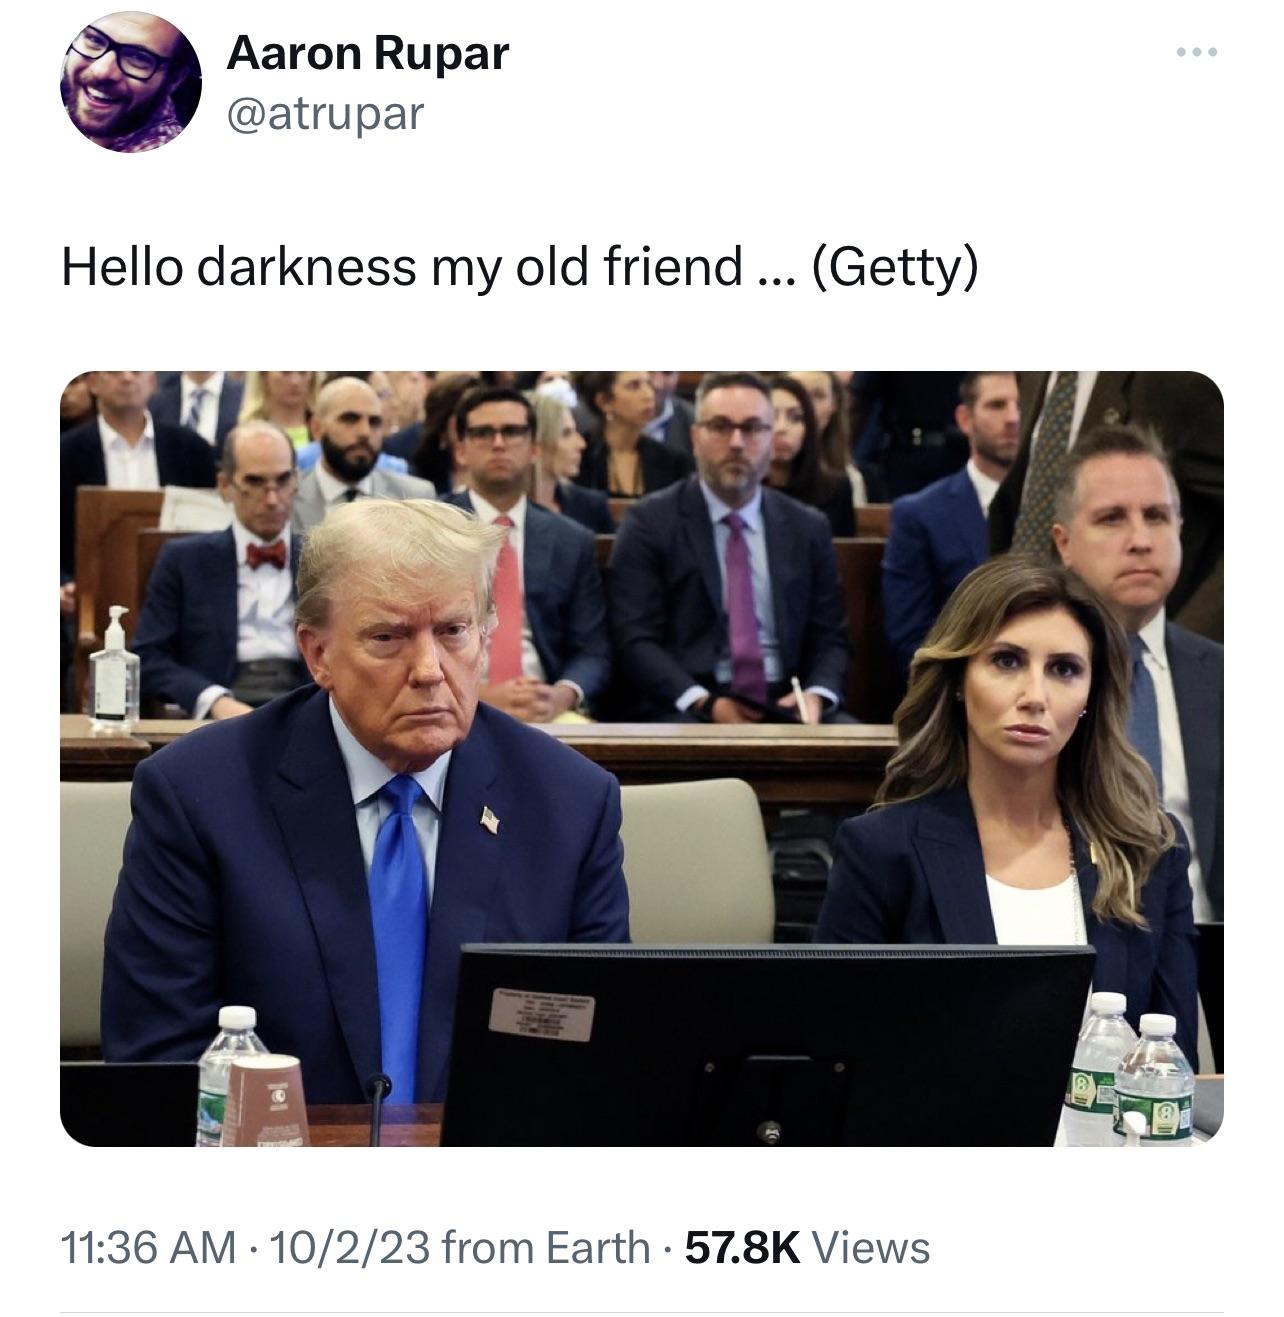 Aaron Rupar
@atrupar
Hello darkness my old friend ... (Getty)
11:36 AM · 10/2/23 from Earth · 57.8K Views